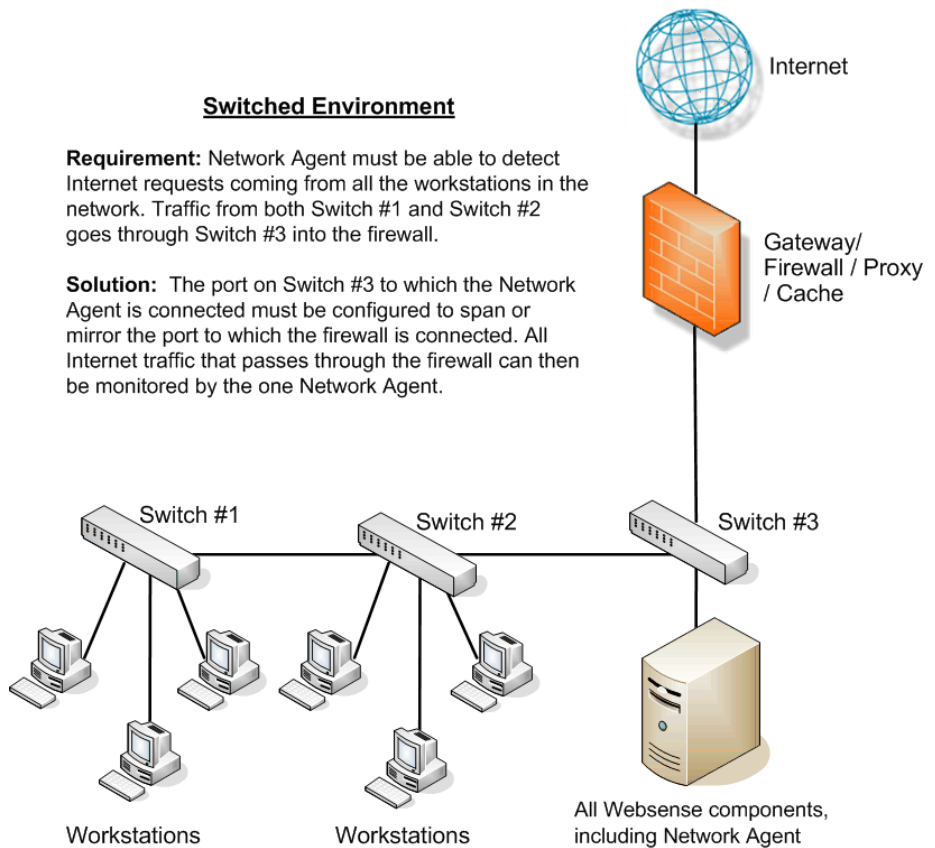 Internet
Switched Environment
Requirement: Network Agent must be able to detect
Internet requests coming from all the workstations in the
network. Traffic from both Switch #1 and Switch #2
goes through Switch #3 into the firewall.
Solution: The port on Switch #3 to which the Network
Agent is connected must be configured to span or
mirror the port to which the firewall is connected. All
Internet traffic that passes through the firewall can then
be monitored by the one Network Agent.
Gateway/
Firewall / Proxy
/ Cache
Switch #1
Switch #2
Switch #3
Workstations
Workstations
All Websense components,
including Network Agent